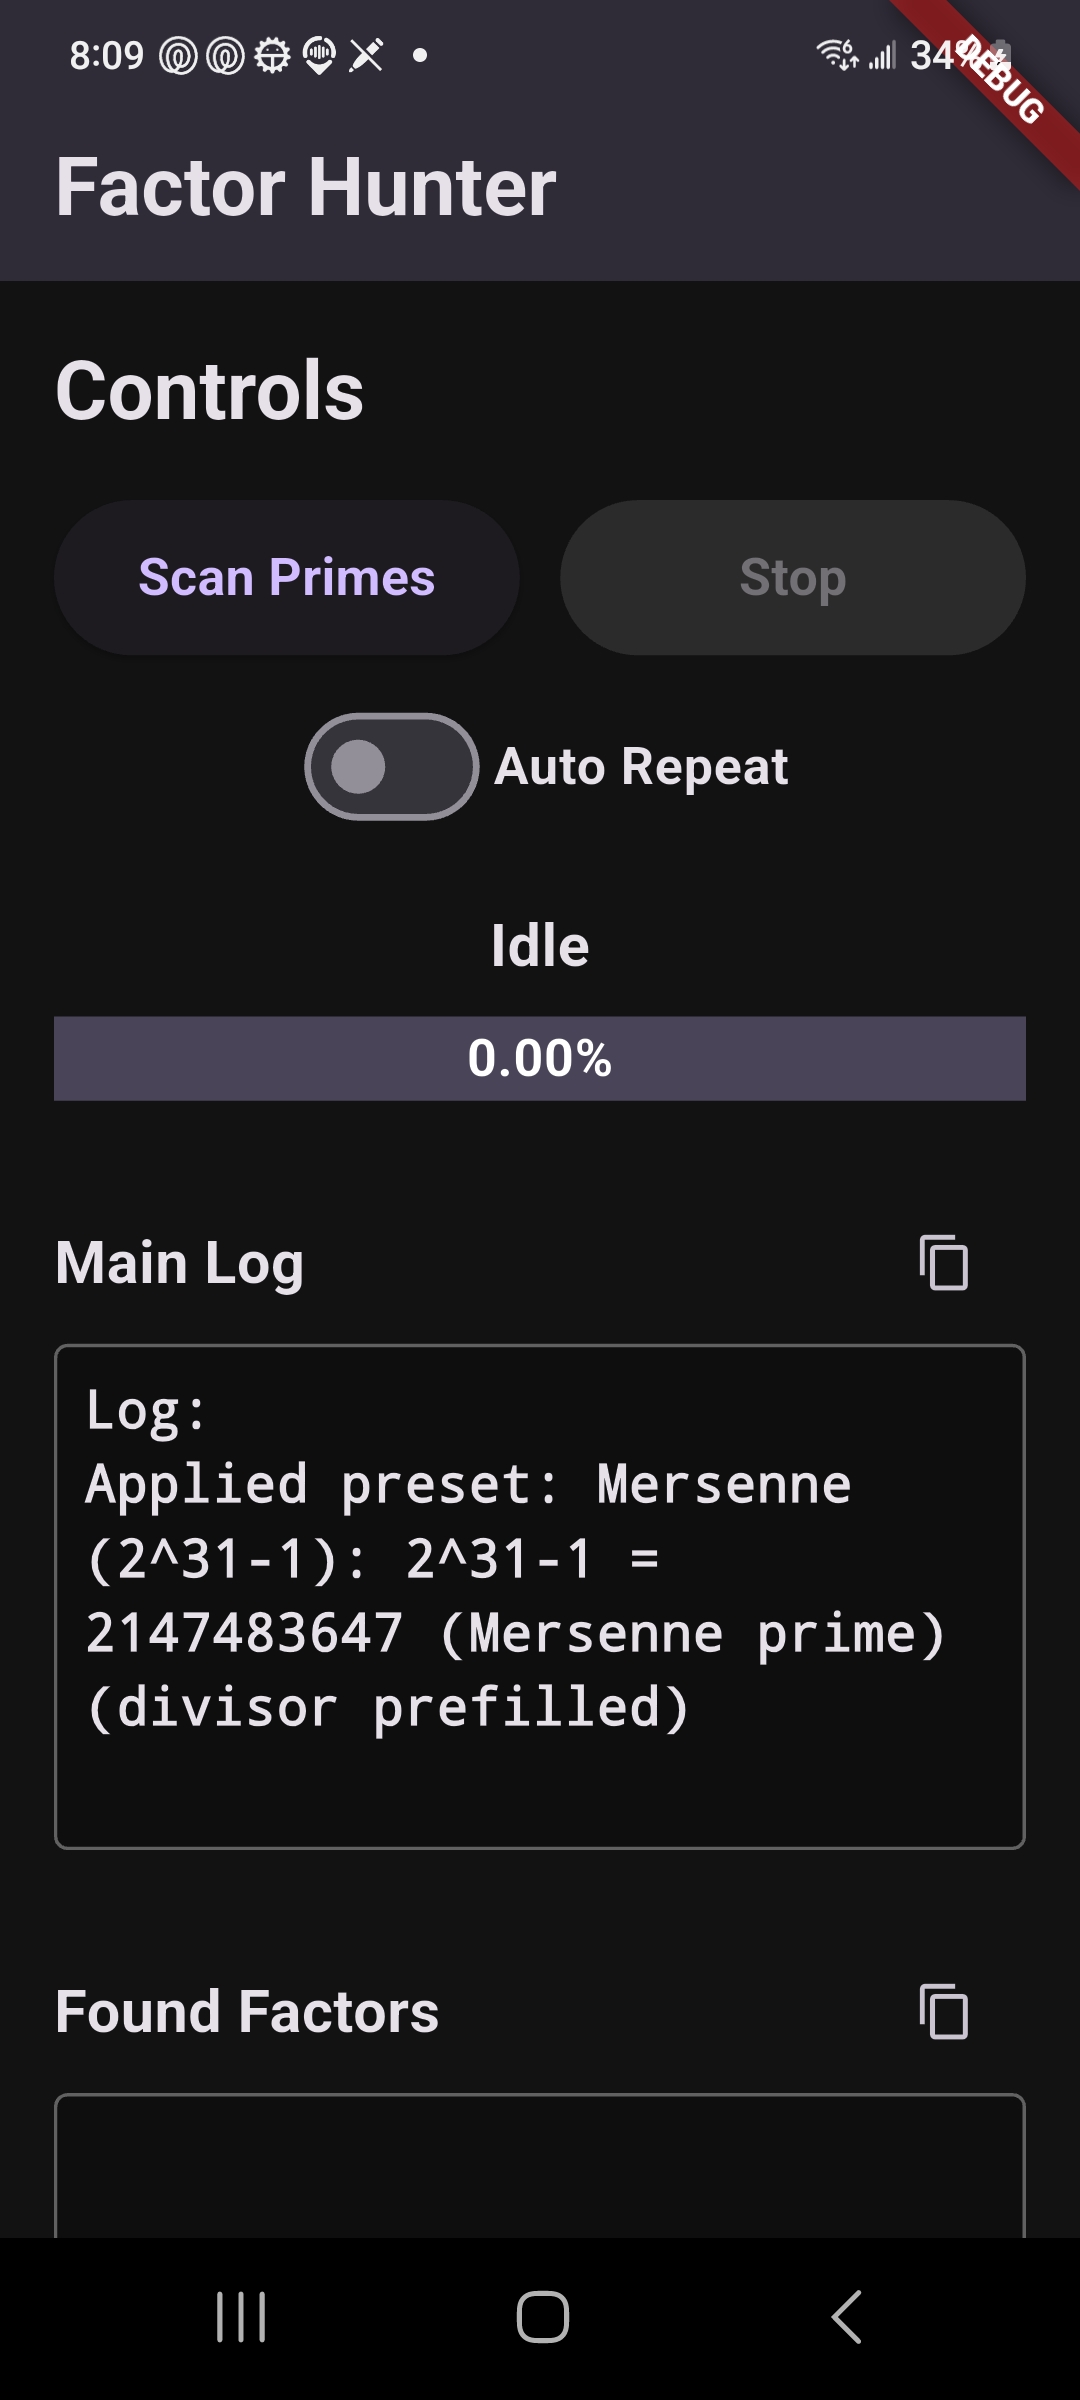 8:09
34%
DEBUG
Factor Hunter
Controls
Scan Primes
Stop
Auto Repeat
Idle
0.00%
Main Log
Log:
Applied preset: Mersenne
(2^31-1): 2^31-1 =
2147483647 (Mersenne prime)
(divisor prefilled)
Found Factors